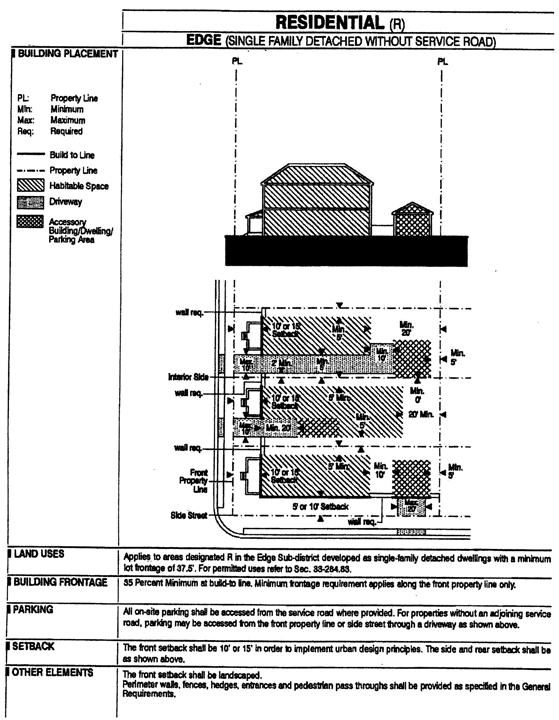 RESIDENTIAL (R)
EDGE (SINGLE FAMILY DETACHED WITHOUT SERVICE ROAD)
BUILDING PLACEMENT
PL: Property Line
Min: Minimum
Max: Maximum
Req: Required
Build to Line
Property Line
Habitable Space
Driveway
Accessory
Building/Dwelling/
Parking Area
PL
PL
wall req.
10' or 15'
Setback
Min.
5'
Min.
20'
Max.
10'
2' Min.
Min.
Min.
10'
Min.
5'
Interior Side
wall req.
10' or 15'
Setback
5' Min.
Min.
0'
20' Min.
Max.
10'
Min. 20'
Min.
wall req.
Front
Property
Line
10' or 15'
Setback
5' Min.
Min.
10'
Min.
5'
5' or 10' Setback
Max.
20'
Side Street
wall req.
LAND USES
Applies to areas designated R in the Edge Sub-district developed as single-family detached dwellings with a minimum
lot frontage of 37.5'. For permitted uses refer to Sec. 33-284.83.
BUILDING FRONTAGE
35 Percent Minimum at build-to line. Minimum frontage requirement applies along the front property line only.
PARKING
All on-site parking shall be accessed from the service road where provided. For properties without an adjoining service
road, parking may be accessed from the front property line or side street through a driveway as shown above.
SETBACK
The front setback shall be 10' or 15' in order to implement urban design principles. The side and rear setback shall be
as shown above.
OTHER ELEMENTS
The front setback shall be landscaped.
Perimeter walls, fences, hedges, entrances and pedestrian pass throughs shall be provided as specified in the General
Requirements.